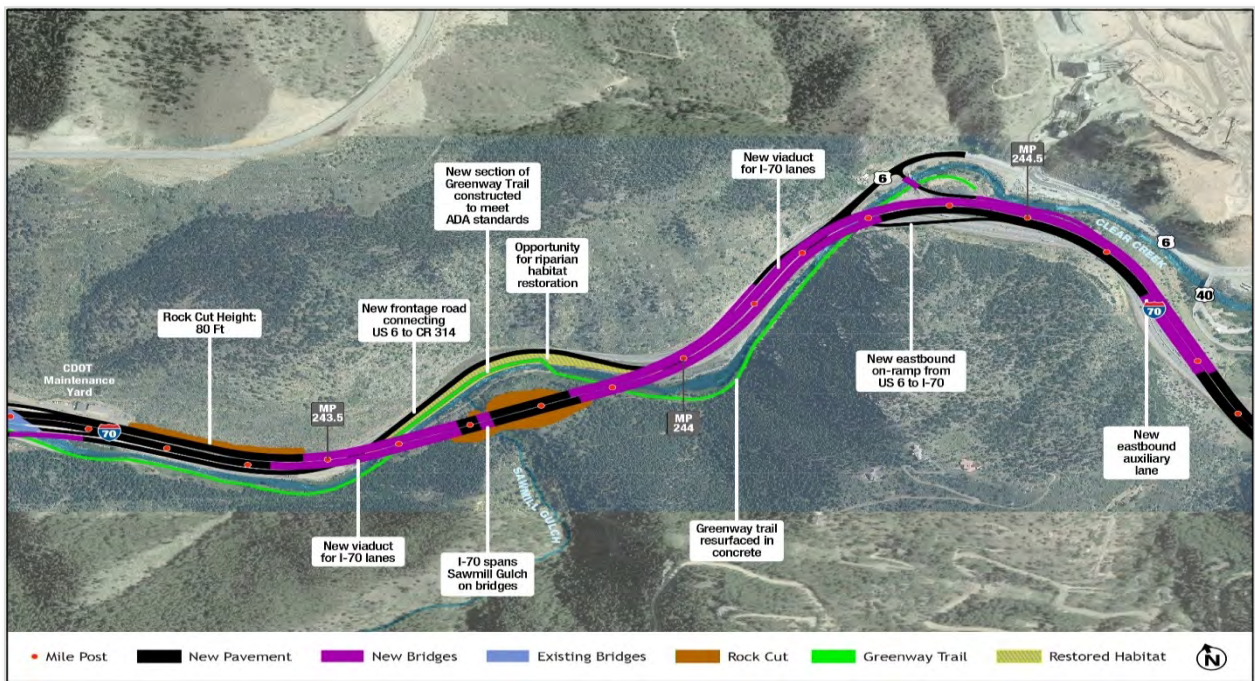 MP
244.5
New viaduct
for I-70 lanes
6
New section of
Greenway Trail
constructed
to meet
ADA standards
CLEAR CREEK
6
Opportunity
for riparian
habitat
restoration
40
70
New frontage road
connecting
US 6 to CR 314
Rock Cut Height:
80 Ft
New eastbound
on-ramp from
US 6 to I-70
CDOT
Maintenance
Yard
MP
243.5
MP
244
70
New
eastbound
auxiliary
lane
SAWMILL GULCH
New viaduct
for I-70 lanes
I-70 spans
Sawmill Gulch
on bridges
Greenway trail
resurfaced in
concrete
Mile Post
New Pavement
New Bridges
Existing Bridges
Rock Cut
Greenway Trail
Restored Habitat
N